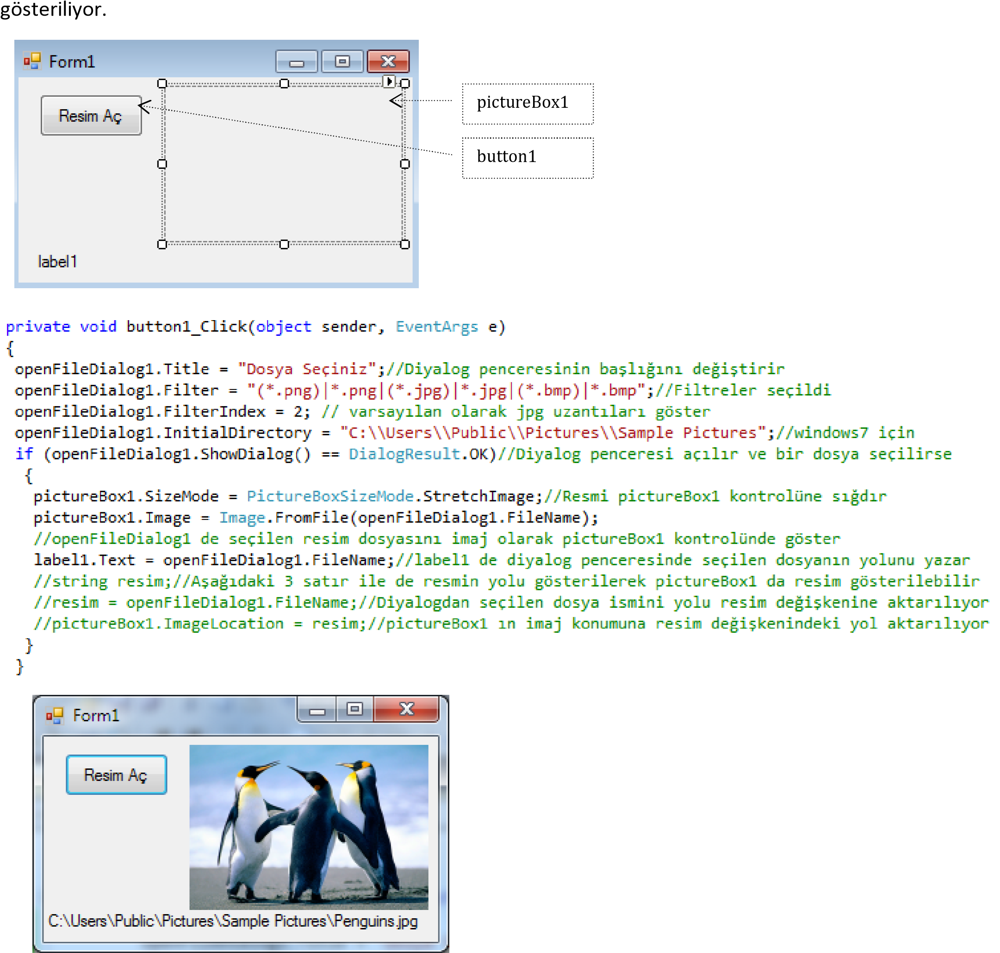 gösteriliyor.
Form1
Resim Aç
pictureBox1
button1
label1
private void button1_Click(object sender, EventArgs e)
{
openFileDialog1.Title = "Dosya Seçiniz";//Diyalog penceresinin başlığını değiştirir
openFileDialog1.Filter = "(*.png)|*.png|(*.jpg)|*.jpg|(*.bmp)|*.bmp";//Filtreler seçildi
openFileDialog1.FilterIndex = 2; // varsayılan olarak jpg uzantıları göster
openFileDialog1.InitialDirectory = "C:\\Users\\Public\\Pictures\\Sample Pictures";//windows7 için
if (openFileDialog1.ShowDialog() == DialogResult.OK)//Diyalog penceresi açılır ve bir dosya seçilirse
{
pictureBox1.SizeMode = PictureBoxSizeMode.StretchImage;//Resmi pictureBox1 kontrolüne sığdır
pictureBox1.Image = Image.FromFile(openFileDialog1.FileName);
//openFileDialog1 de seçilen resim dosyasını imaj olarak pictureBox1 kontrolünde göster
label1.Text = openFileDialog1.FileName;//label1 de diyalog penceresinde seçilen dosyanın yolunu yazar
//string resim;//Aşağıdaki 3 satır ile de resmin yolu gösterilerek pictureBox1 da resim gösterilebilir
//resim = openFileDialog1.FileName;//Diyalogdan seçilen dosya ismini yolu resim değişkenine aktarılıyor
//pictureBox1.ImageLocation = resim;//pictureBox1 ın imaj konumuna resim değişkenindeki yol aktarılıyor
}
}
Form1
Resim Aç
C:\Users\Public\Pictures\Sample Pictures\Penguins.jpg